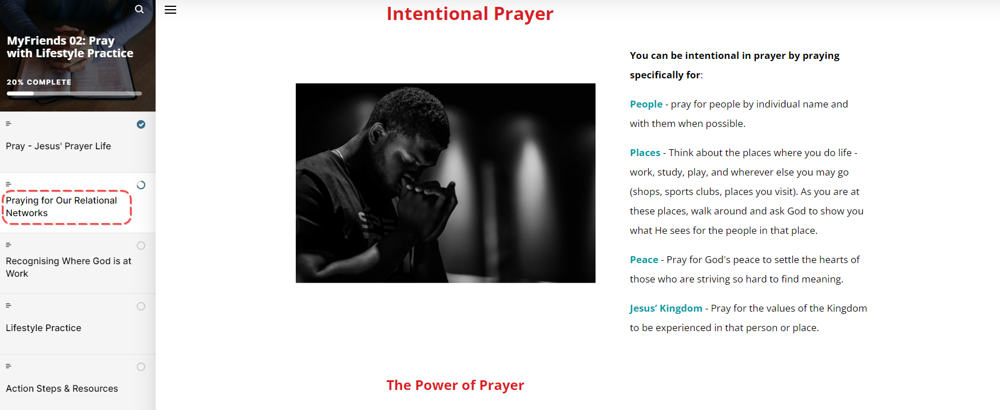 MyFriends 02: Pray
with Lifestyle Practice
20% COMPLETE
Pray - Jesus' Prayer Life
Praying for Our Relational
Networks
Recognising Where God is at
Work
Lifestyle Practice
Action Steps & Resources
Intentional Prayer
You can be intentional in prayer by praying
specifically for:
People - pray for people by individual name and
with them when possible.
Places - Think about the places where you do life -
work, study, play, and wherever else you may go
(shops, sports clubs, places you visit). As you are at
these places, walk around and ask God to show you
what He sees for the people in that place.
Peace - Pray for God's peace to settle the hearts of
those who are striving so hard to find meaning.
Jesus’ Kingdom - Pray for the values of the Kingdom
to be experienced in that person or place.
The Power of Prayer